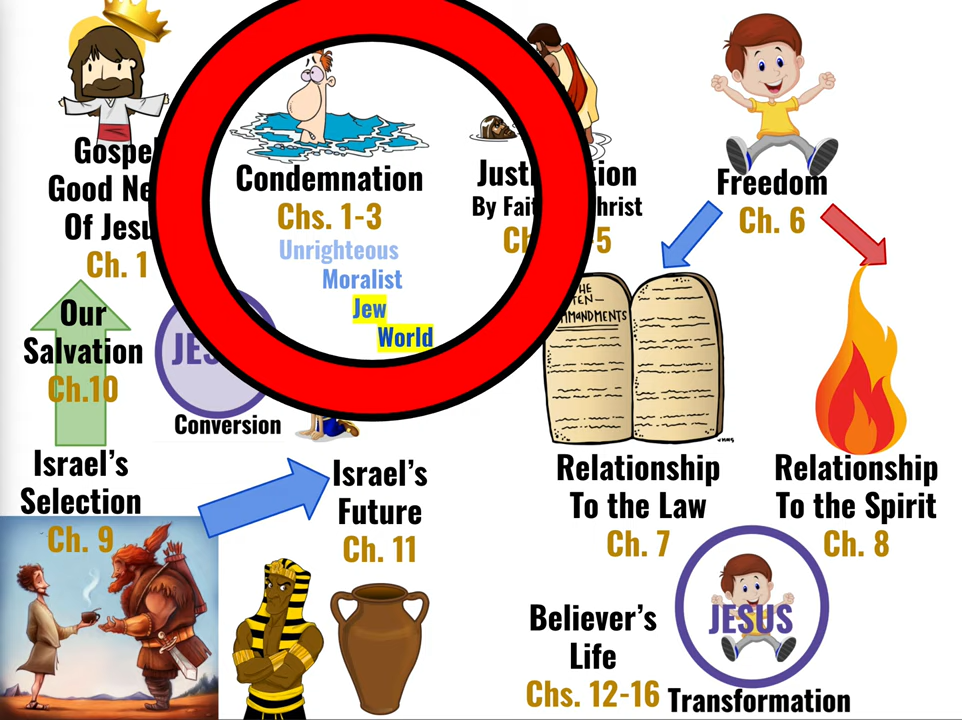 Gospel
Good Ne
Of Jesu
Ch. 1
Condemnation
Chs. 1-3
Unrighteous
Moralist
Jew
World
Just tion
By Fait hrist
Ch 5
Freedom
Ch. 6
Our
Salvation
Ch.10
JES
Conversion
THE
TEN—
MMANDMENTS
Israel's
Selection
Ch. 9
Israel's
Future
Ch. 11
Relationship
To the Law
Ch. 7
Relationship
To the Spirit
Ch. 8
Believer's
Life
Chs. 12-16
JESUS
Transformation